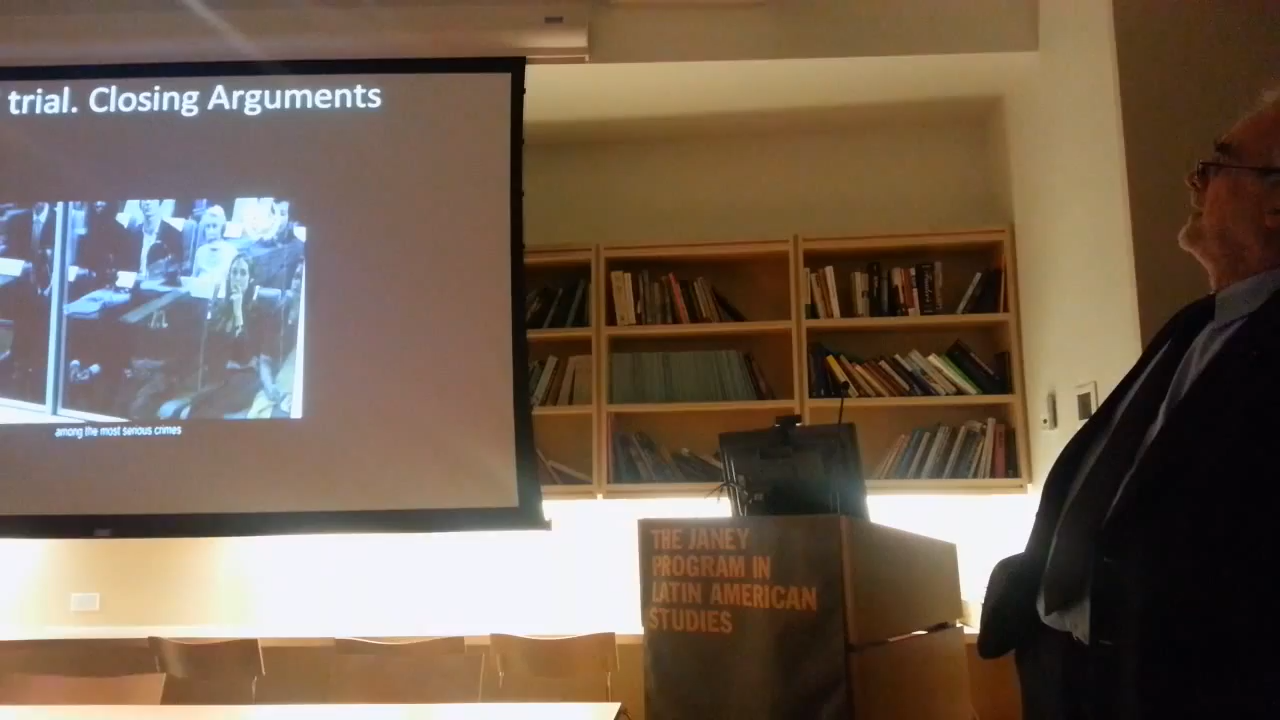 trial. Closing Arguments
among the most serious crimes
THE JANEY
PROGRAM IN
LATIN AMERICAN
STUDIES